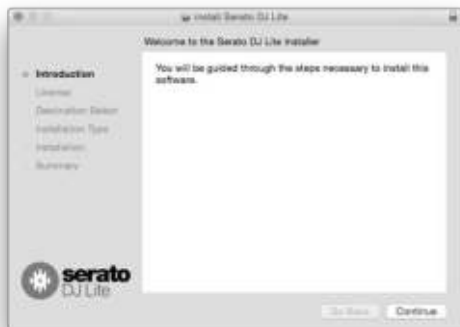 Install Serato DJ Lite
Welcome to the Serato DJ Lite Installer
Introduction
License
Destination Select
Installation Type
Installation
Summary
You will be guided through the steps necessary to install this
software.
serato
DJ Lite
Go Back
Continue